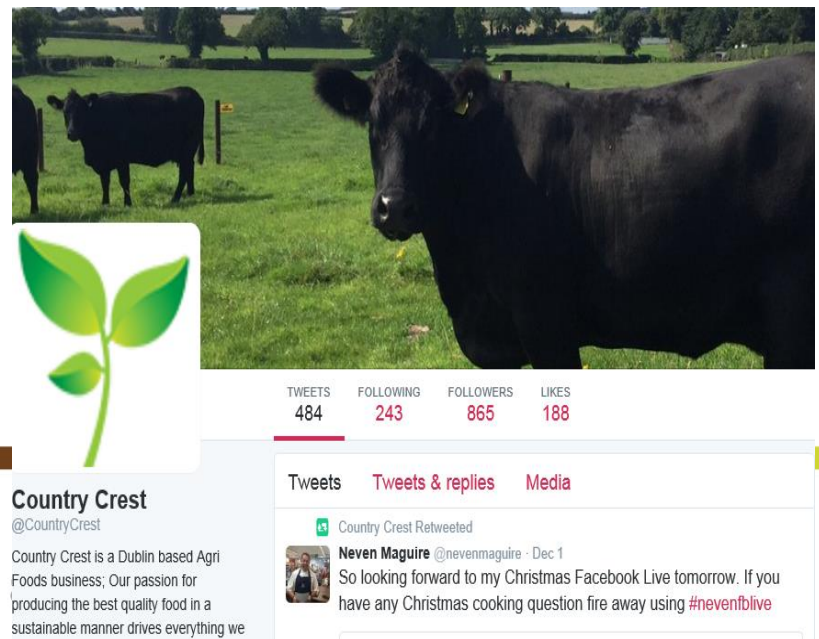 TWEETS FOLLOWING FOLLOWERS LIKES
484 243 865 188
Tweets Tweets & replies Media
Country Crest
@CountryCrest
Country Crest is a Dublin based Agri
Foods business; Our passion for
producing the best quality food in a
sustainable manner drives everything we
Country Crest Retweeted
Neven Maguire @nevenmaguire · Dec 1
So looking forward to my Christmas Facebook Live tomorrow. If you
have any Christmas cooking question fire away using #nevenfblive